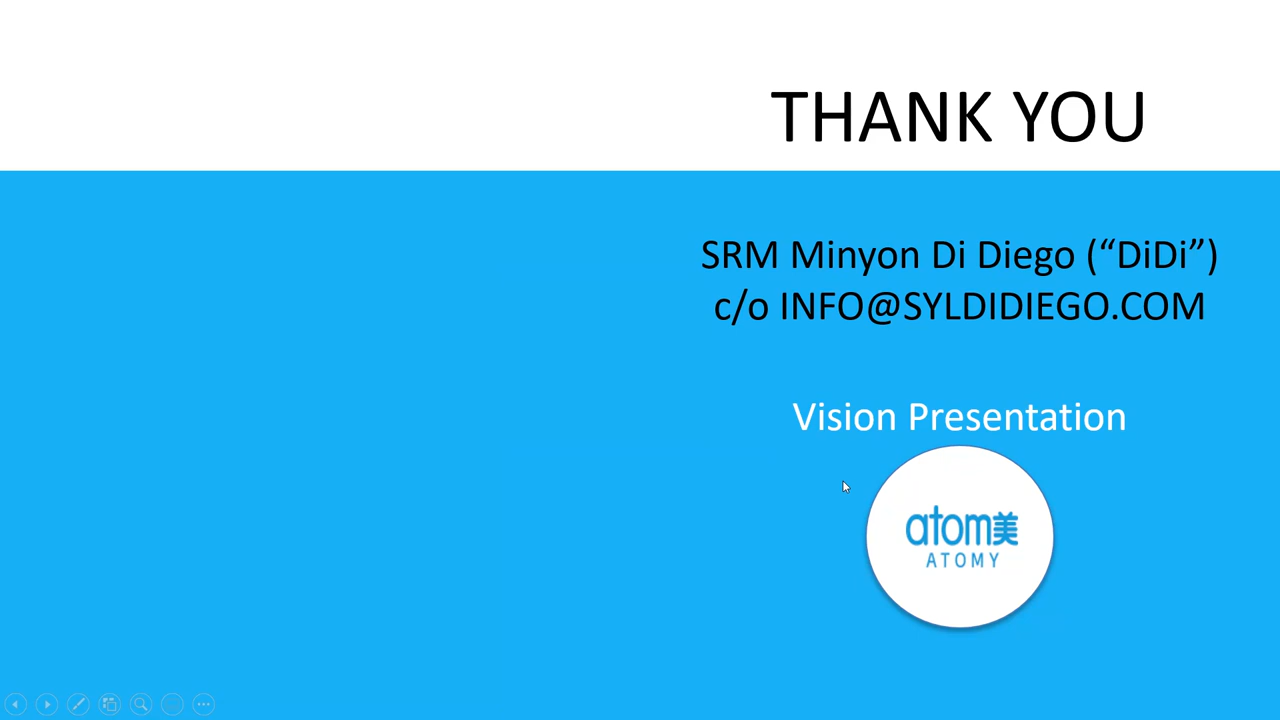 THANK YOU
SRM Minyon Di Diego (“DiDi”)
c/o INFO@SYLDIDIEGO.COM
Vision Presentation
atom美
ATOMY